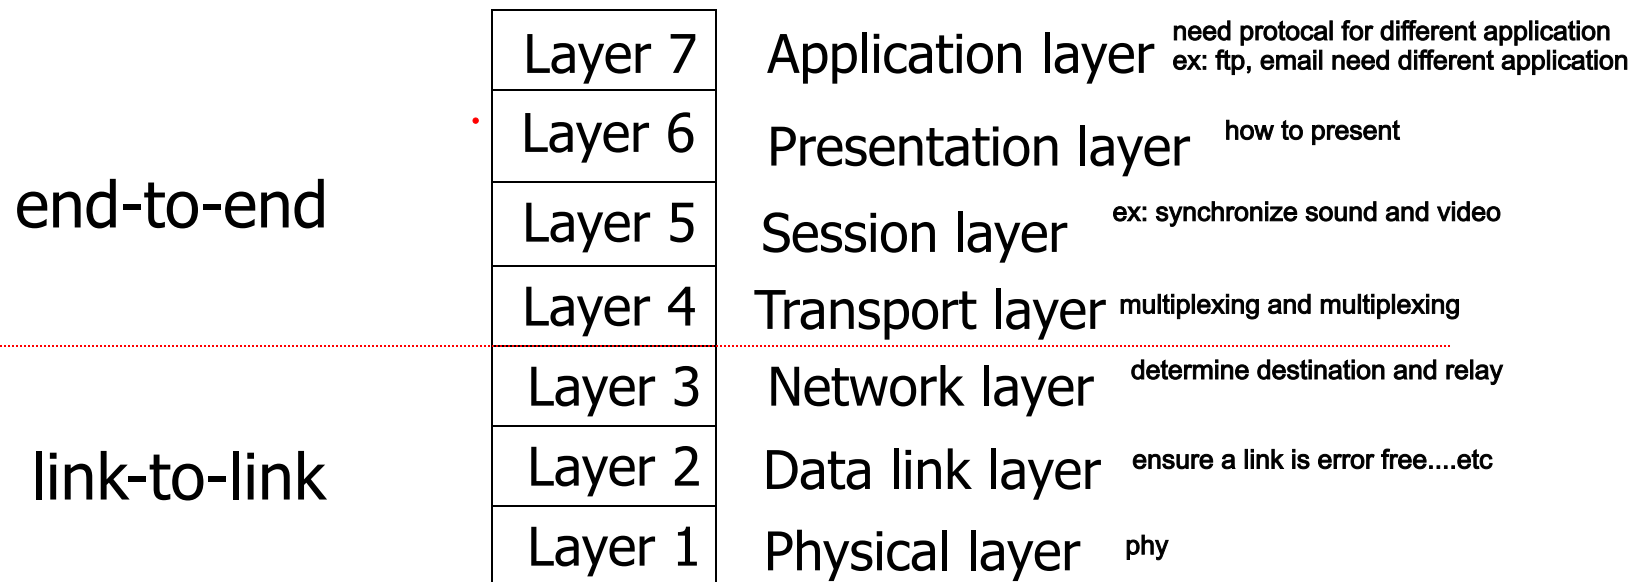 Layer 7 Application layer need protocal for different application
ex: ftp, email need different application
Layer 6 Presentation layer how to present
end-to-end
Layer 5 Session layer ex: synchronize sound and video
Layer 4 Transport layer multiplexing and multiplexing
Layer 3 Network layer determine destination and relay
link-to-link
Layer 2 Data link layer ensure a link is error free....etc
Layer 1 Physical layer phy